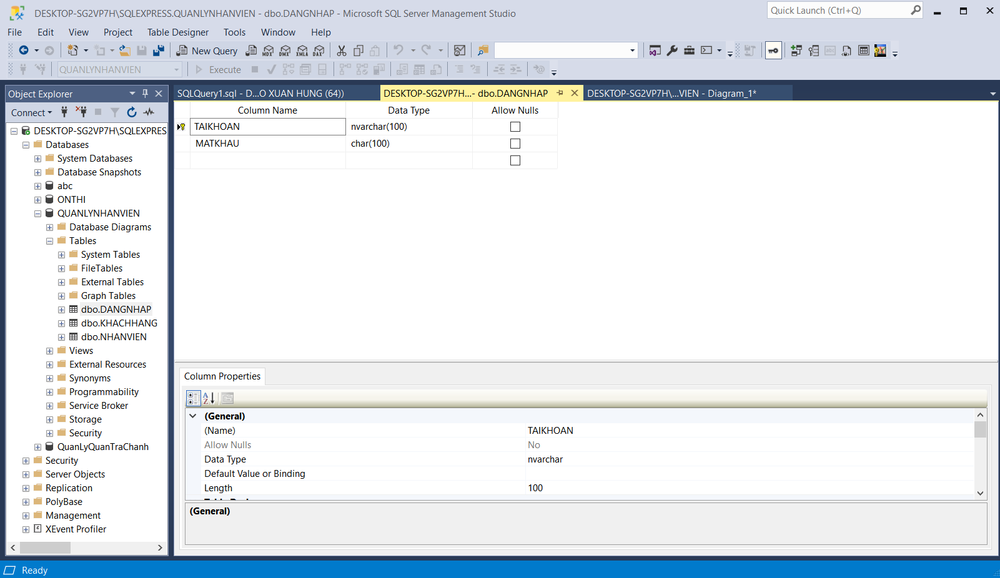 DESKTOP-SG2VP7H\SQLEXPRESS.QUANLYNHANVIEN - dbo.DANGNHAP - Microsoft SQL Server Management Studio
Quick Launch (Ctrl+Q)
File Edit View Project Table Designer Tools Window Help
New Query MDX DMX XMLA DAX
QUANLYNHANVIEN Execute
Object Explorer
Connect
DESKTOP-SG2VP7H\SQLEXPRES
Databases
System Databases
Database Snapshots
abc
ONTHI
QUANLYNHANVIEN
Database Diagrams
Tables
System Tables
FileTables
External Tables
Graph Tables
dbo.DANGNHAP
dbo.KHACHHANG
dbo.NHANVIEN
Views
External Resources
Synonyms
Programmability
Service Broker
Storage
Security
QuanLyQuanTraChanh
Security
Server Objects
Replication
PolyBase
Management
XEvent Profiler
SQLQuery1.sql - D...O XUAN HUNG (64))
DESKTOP-SG2VP7H...- dbo.DANGNHAP
DESKTOP-SG2VP7H\...VIEN - Diagram_1*
Column Name Data Type Allow Nulls
TAIKHOAN nvarchar(100)
MATKHAU char(100)
Column Properties
(General)
(Name) TAIKHOAN
Allow Nulls No
Data Type nvarchar
Default Value or Binding
Length 100
(General)
Ready